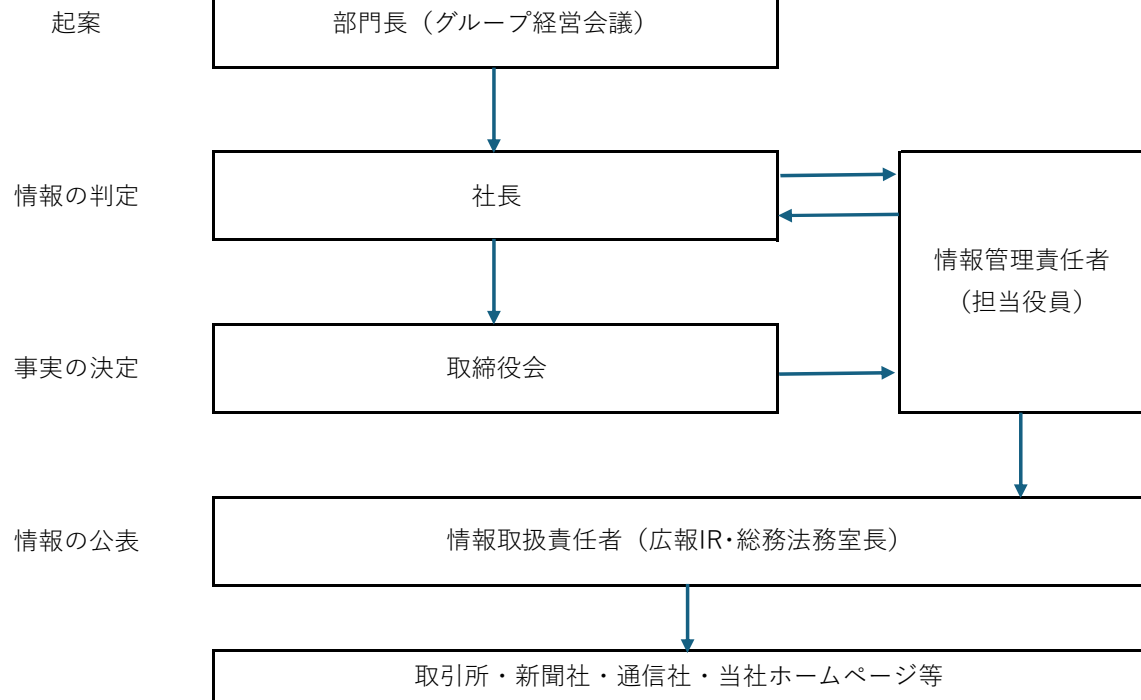 起案
部門長（グループ経営会議）
情報の判定
社長
情報管理責任者
（担当役員）
事実の決定
取締役会
情報の公表
情報取扱責任者（広報IR･総務法務室長）
取引所・新聞社・通信社・当社ホームページ等